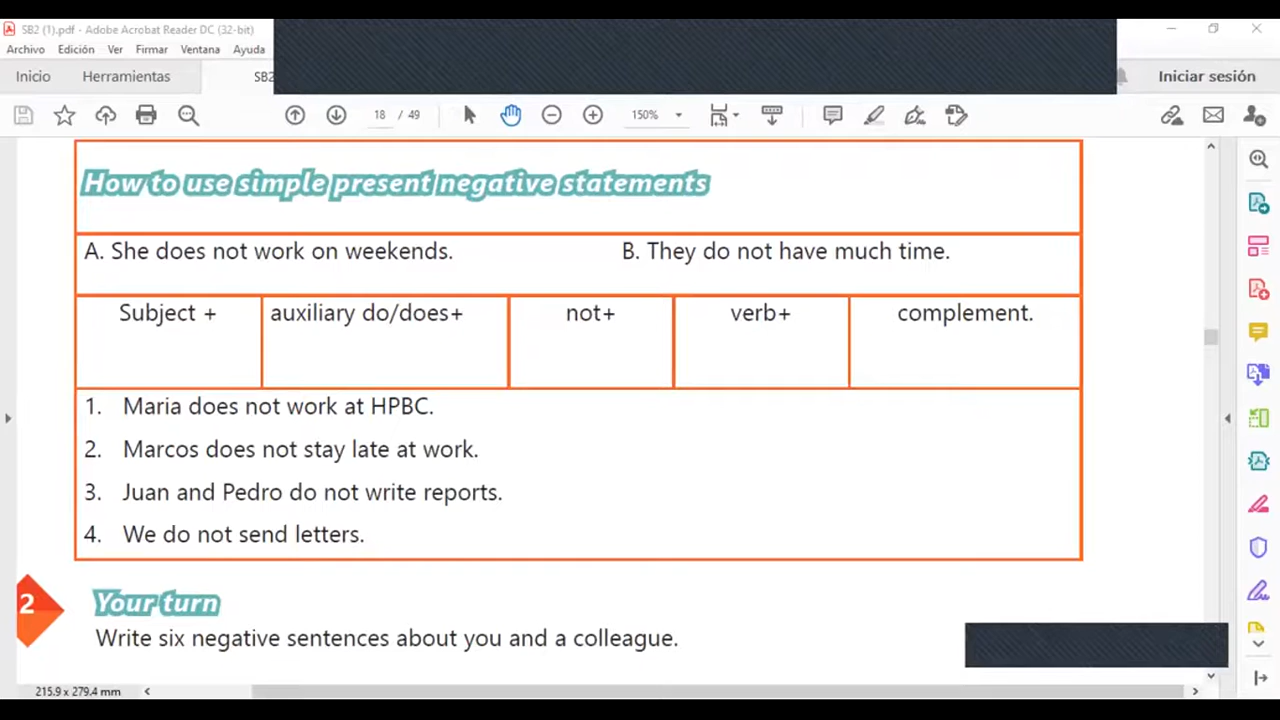 SB2 (1).pdf - Adobe Acrobat Reader DC (32-bit)
Archivo Edición Ver Firmar Ventana Ayuda
Inicio Herramientas SB2 Iniciar sesión
18 / 49 150%
How to use simple present negative statements
A. She does not work on weekends. B. They do not have much time.
Subject + auxiliary do/does+ not+ verb+ complement.
1. Maria does not work at HPBC.
2. Marcos does not stay late at work.
3. Juan and Pedro do not write reports.
4. We do not send letters.
2 Your turn
Write six negative sentences about you and a colleague.
215.9 x 279.4 mm